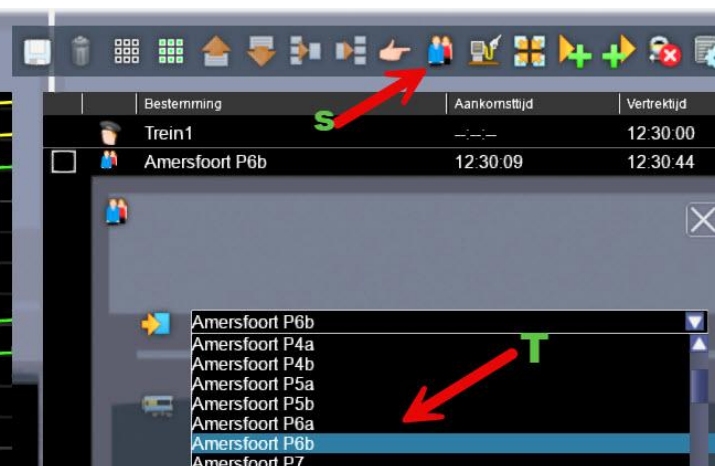 Bestemming Aankomsttijd Vertrektijd
S
Trein1 --:--:-- 12:30:00
Amersfoort P6b 12:30:09 12:30:44
Amersfoort P6b
T
Amersfoort P4a
Amersfoort P4b
Amersfoort P5a
Amersfoort P5b
Amersfoort P6a
Amersfoort P6b
Amersfoort P7